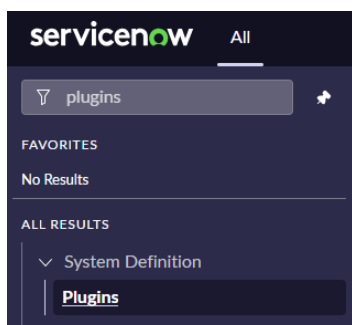 servicenow All
plugins
FAVORITES
No Results
ALL RESULTS
System Definition
Plugins